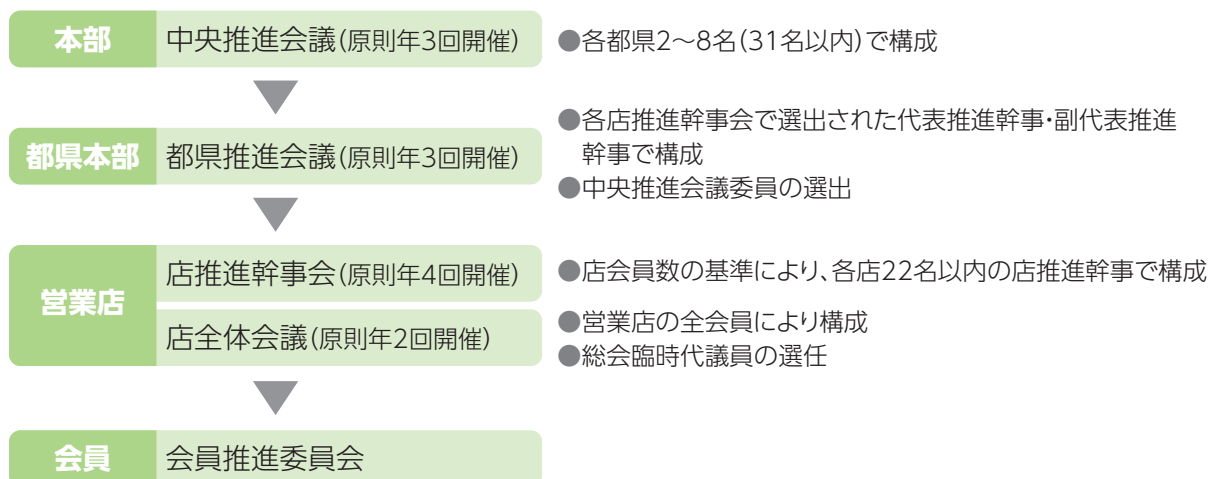 本部 中央推進会議(原則年3回開催) ●各都県2〜8名(31名以内)で構成
都県本部 都県推進会議(原則年3回開催) ●各店推進幹事会で選出された代表推進幹事・副代表推進
幹事で構成
●中央推進会議委員の選出
営業店 店推進幹事会(原則年4回開催) ●店会員数の基準により、各店22名以内の店推進幹事で構成
店全体会議(原則年2回開催) ●営業店の全会員により構成
●総会臨時代議員の選任
会員 会員推進委員会